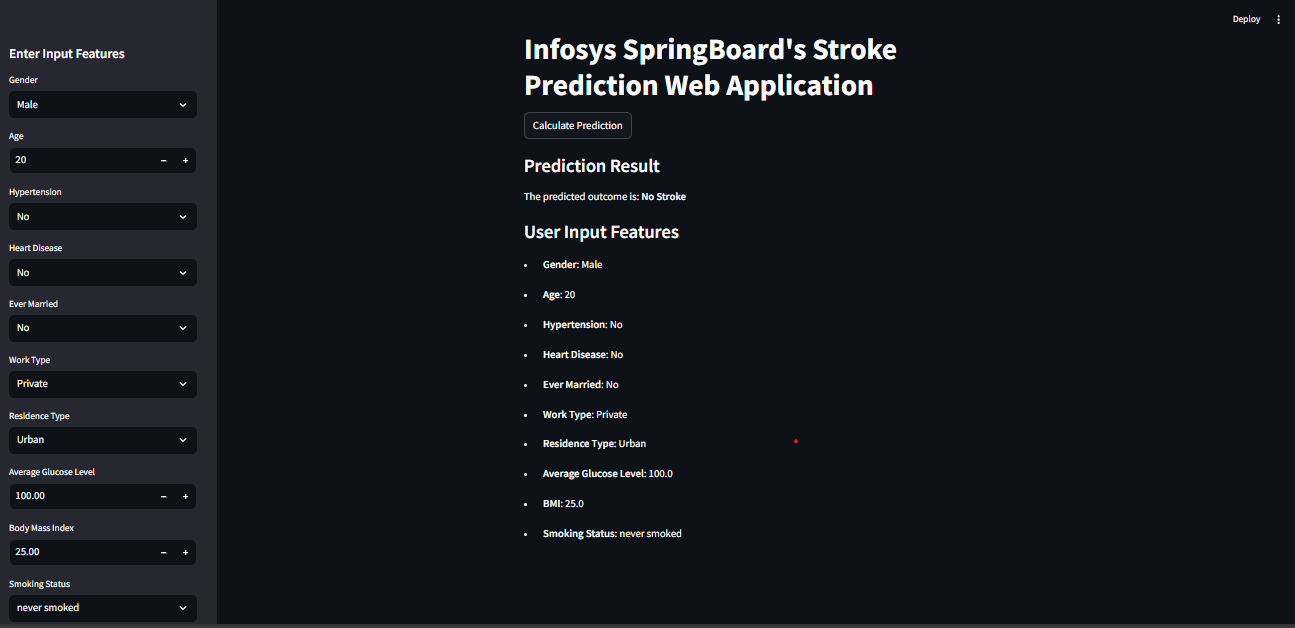 Deploy
Enter Input Features
Gender
Male
Age
20
Hypertension
No
Heart Disease
No
Ever Married
No
Work Type
Private
Residence Type
Urban
Average Glucose Level
100.00
Body Mass Index
25.00
Smoking Status
never smoked
Infosys SpringBoard's Stroke
Prediction Web Application
Calculate Prediction
Prediction Result
The predicted outcome is: No Stroke
User Input Features
• Gender: Male
• Age: 20
• Hypertension: No
• Heart Disease: No
• Ever Married: No
• Work Type: Private
• Residence Type: Urban
• Average Glucose Level: 100.0
• BMI: 25.0
• Smoking Status: never smoked